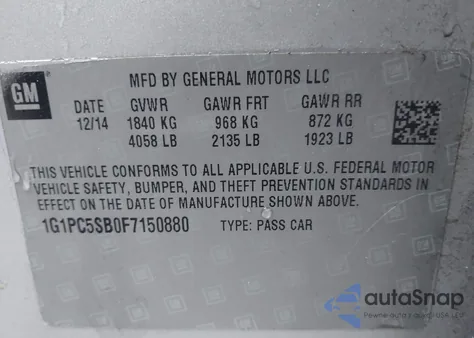 GM
MFD BY GENERAL MOTORS LLC
DATE GVWR GAWR FRT GAWR RR
12/14 1840 KG 968 KG 872 KG
4058 LB 2135 LB 1923 LB
THIS VEHICLE CONFORMS TO ALL APPLICABLE U.S. FEDERAL MOTOR
VEHICLE SAFETY, BUMPER, AND THEFT PREVENTION STANDARDS IN
EFFECT ON THE DATE OF MANUFACTURE SHOWN ABOVE.
1G1PC5SB0F7150880 TYPE: PASS CAR
autoSnap
Powered by